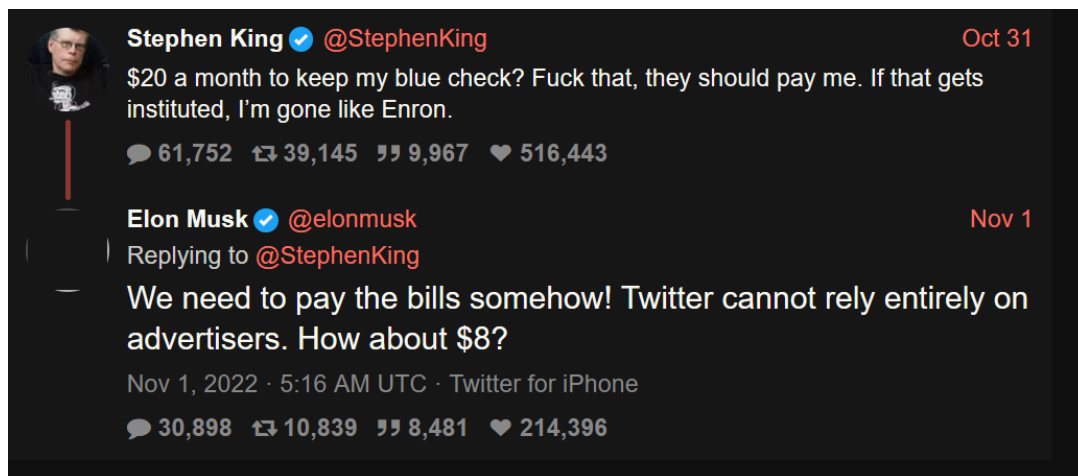 Stephen King @StephenKing Oct 31
$20 a month to keep my blue check? Fuck that, they should pay me. If that gets
instituted, I’m gone like Enron.
61,752 39,145 9,967 516,443
Elon Musk @elonmusk Nov 1
Replying to @StephenKing
We need to pay the bills somehow! Twitter cannot rely entirely on
advertisers. How about $8?
Nov 1, 2022 · 5:16 AM UTC · Twitter for iPhone
30,898 10,839 8,481 214,396